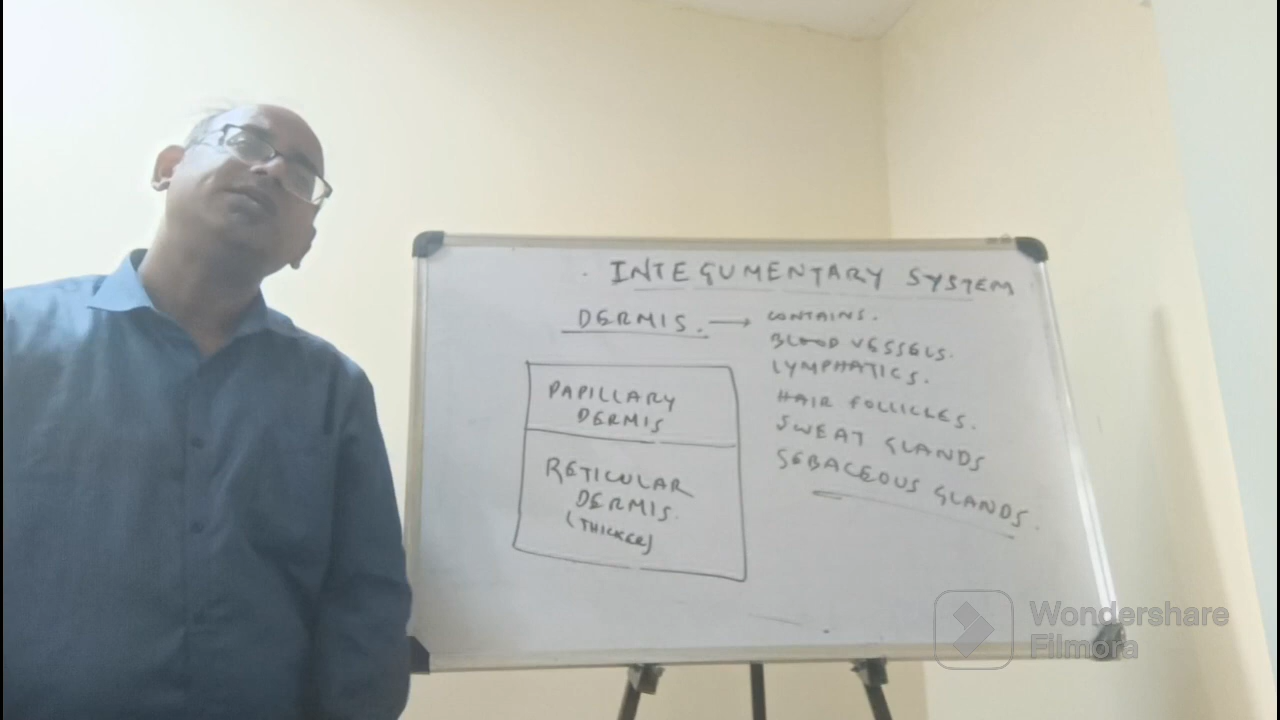 INTEGUMENTARY SYSTEM
DERMIS. → CONTAINS.
BLOOD VESSELS.
LYMPHATICS.
HAIR FOLLICLES.
SWEAT GLANDS
SEBACEOUS GLANDS.
PAPILLARY
DERMIS
RETICULAR
DERMIS.
(THICKER)
Wondershare
Filmora